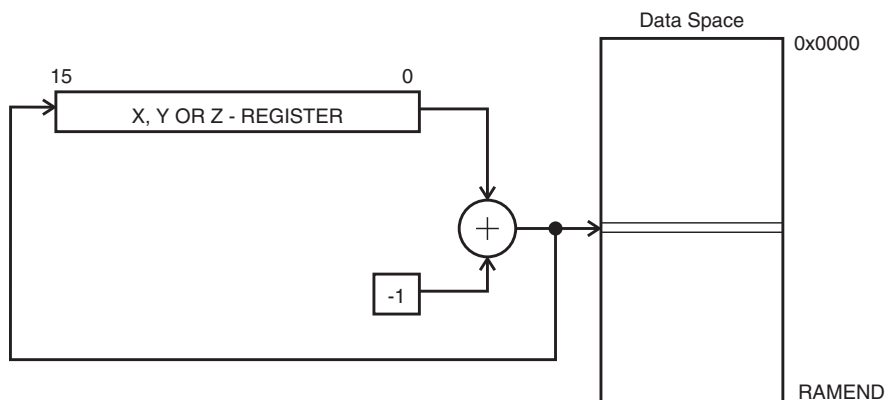 Data Space
0x0000
15
0
X, Y OR Z - REGISTER
+
-1
RAMEND